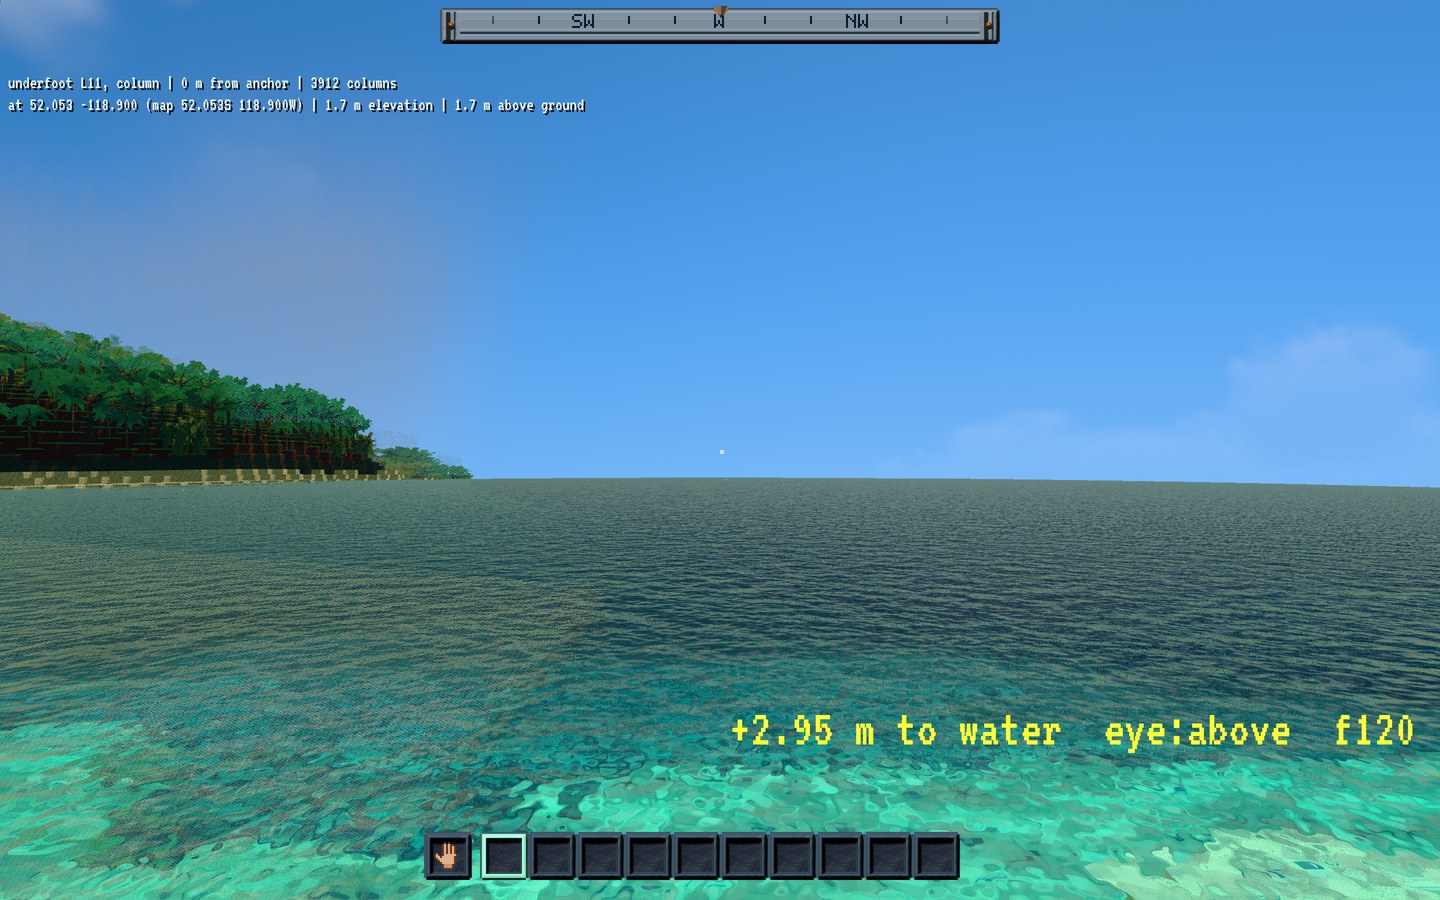 SW W NW
underfoot L11, column | 0 m from anchor | 3912 columns
at 52.053 -118.900 (map 52.053S 118.900W) | 1.7 m elevation | 1.7 m above ground
+2.95 m to water eye:above f120